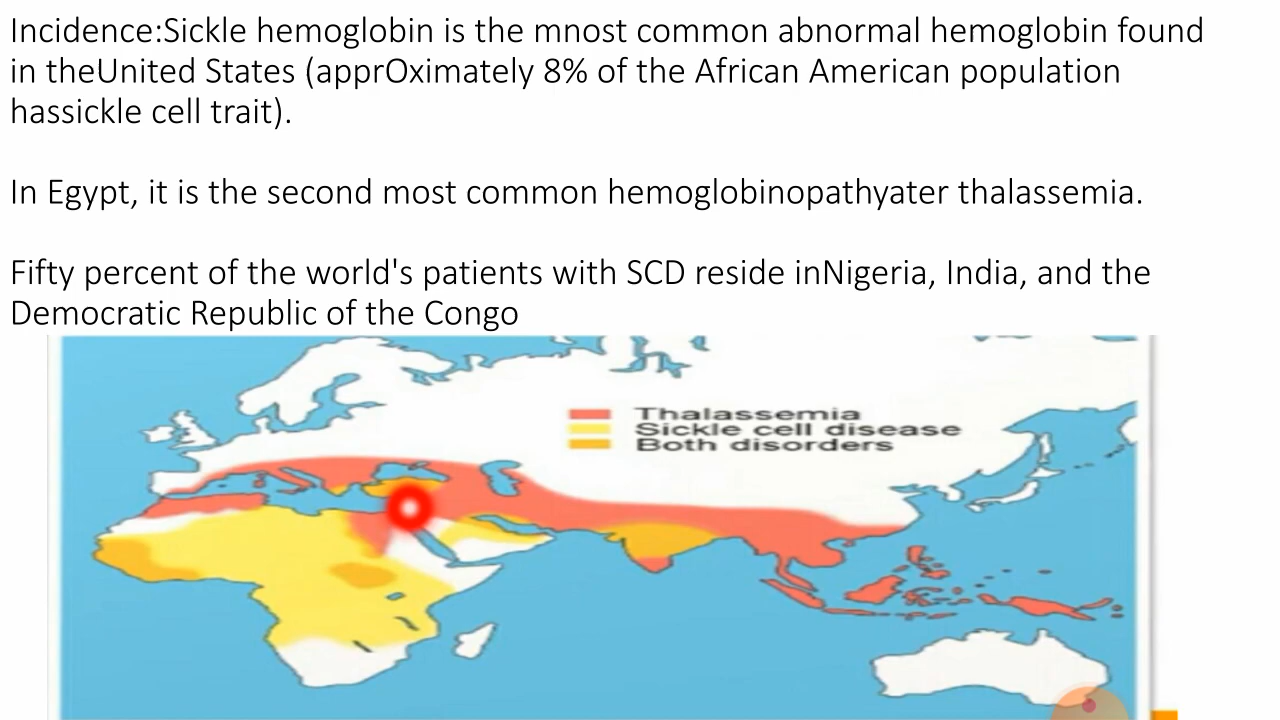 Incidence:Sickle hemoglobin is the mnost common abnormal hemoglobin found
in theUnited States (apprOximately 8% of the African American population
hassickle cell trait).
In Egypt, it is the second most common hemoglobinopathyater thalassemia.
Fifty percent of the world's patients with SCD reside inNigeria, India, and the
Democratic Republic of the Congo
Thalassemia
Sickle cell disease
Both disorders